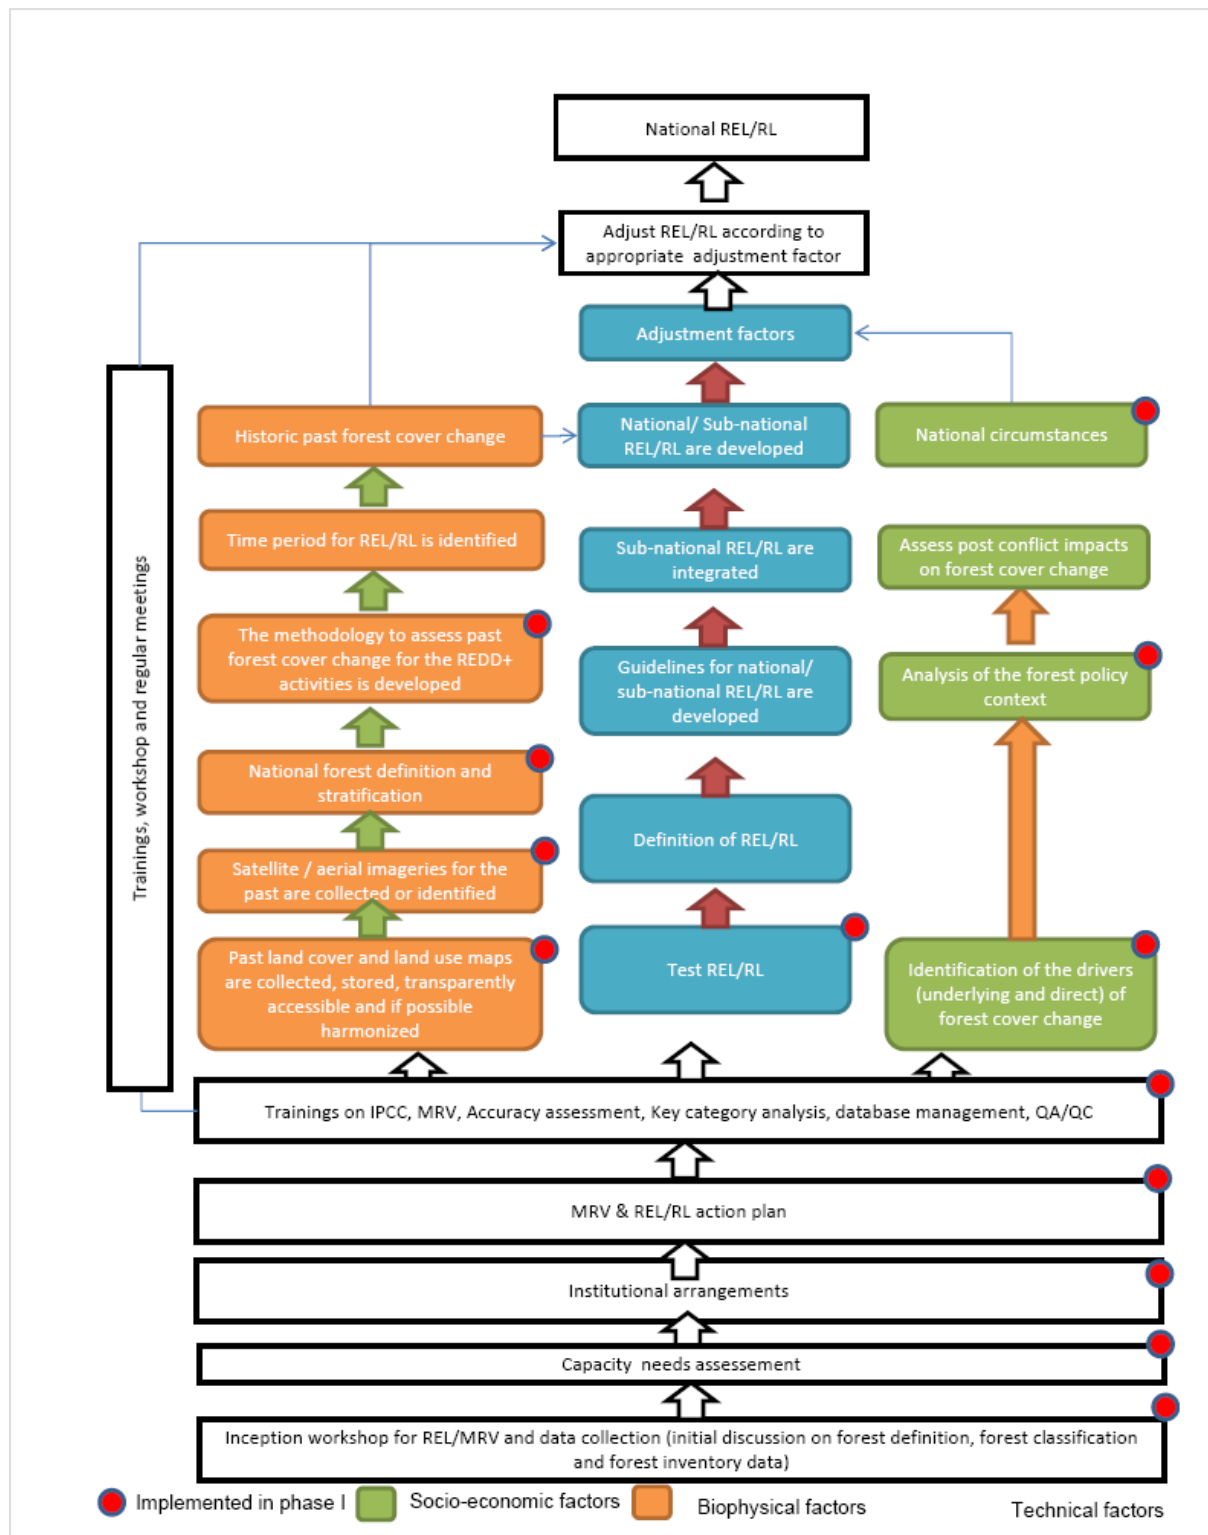 National REL/RL
Adjust REL/RL according to
appropriate adjustment factor
Adjustment factors
Historic past forest cover change
National/ Sub-national
REL/RL are developed
National circumstances
Trainings, workshop and regular meetings
Time period for REL/RL is identified
Sub-national REL/RL are
integrated
Assess post conflict impacts
on forest cover change
The methodology to assess past
forest cover change for the REDD+
activities is developed
Guidelines for national/
sub-national REL/RL are
developed
Analysis of the forest policy
context
National forest definition and
stratification
Definition of REL/RL
Satellite / aerial imageries for the
past are collected or identified
Past land cover and land use maps
are collected, stored, transparently
accessible and if possible
harmonized
Test REL/RL
Identification of the drivers
(underlying and direct) of
forest cover change
Trainings on IPCC, MRV, Accuracy assessment, Key category analysis, database management, QA/QC
MRV & REL/RL action plan
Institutional arrangements
Capacity needs assessment
Inception workshop for REL/MRV and data collection (initial discussion on forest definition, forest classification
and forest inventory data)
Implemented in phase I
Socio-economic factors
Biophysical factors
Technical factors